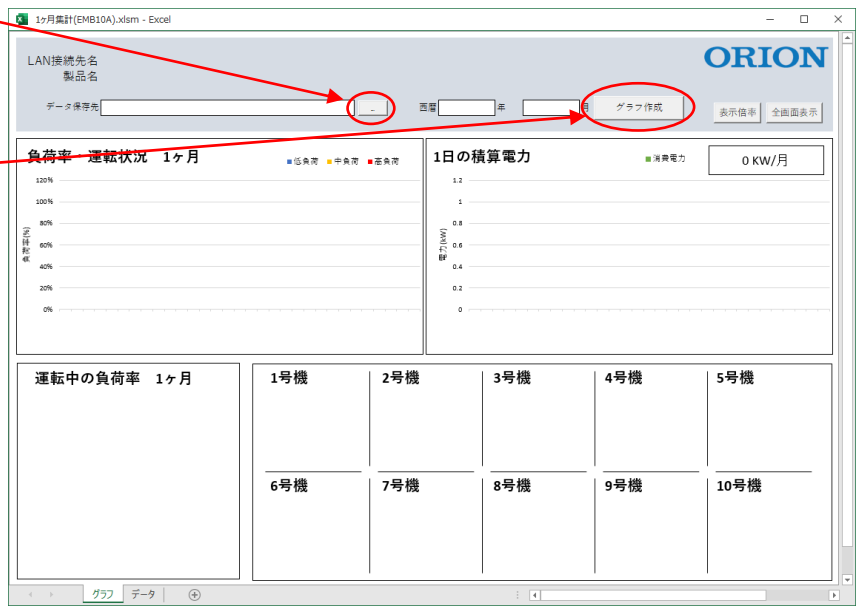 1ヶ月集計(EMB10A).xlsm - Excel
LAN接続先名
製品名
ORION
データ保存先
..
西暦
年
月
グラフ作成
表示倍率
全画面表示
負荷率・運転状況 1ヶ月
低負荷 中負荷 高負荷
120%
100%
80%
60%
40%
20%
0%
負荷率(%)
1日の積算電力
消費電力
0 KW/月
1.2
1
0.8
0.6
0.4
0.2
0
電力(kW)
運転中の負荷率 1ヶ月
1号機 2号機 3号機 4号機 5号機
6号機 7号機 8号機 9号機 10号機
グラフ データ